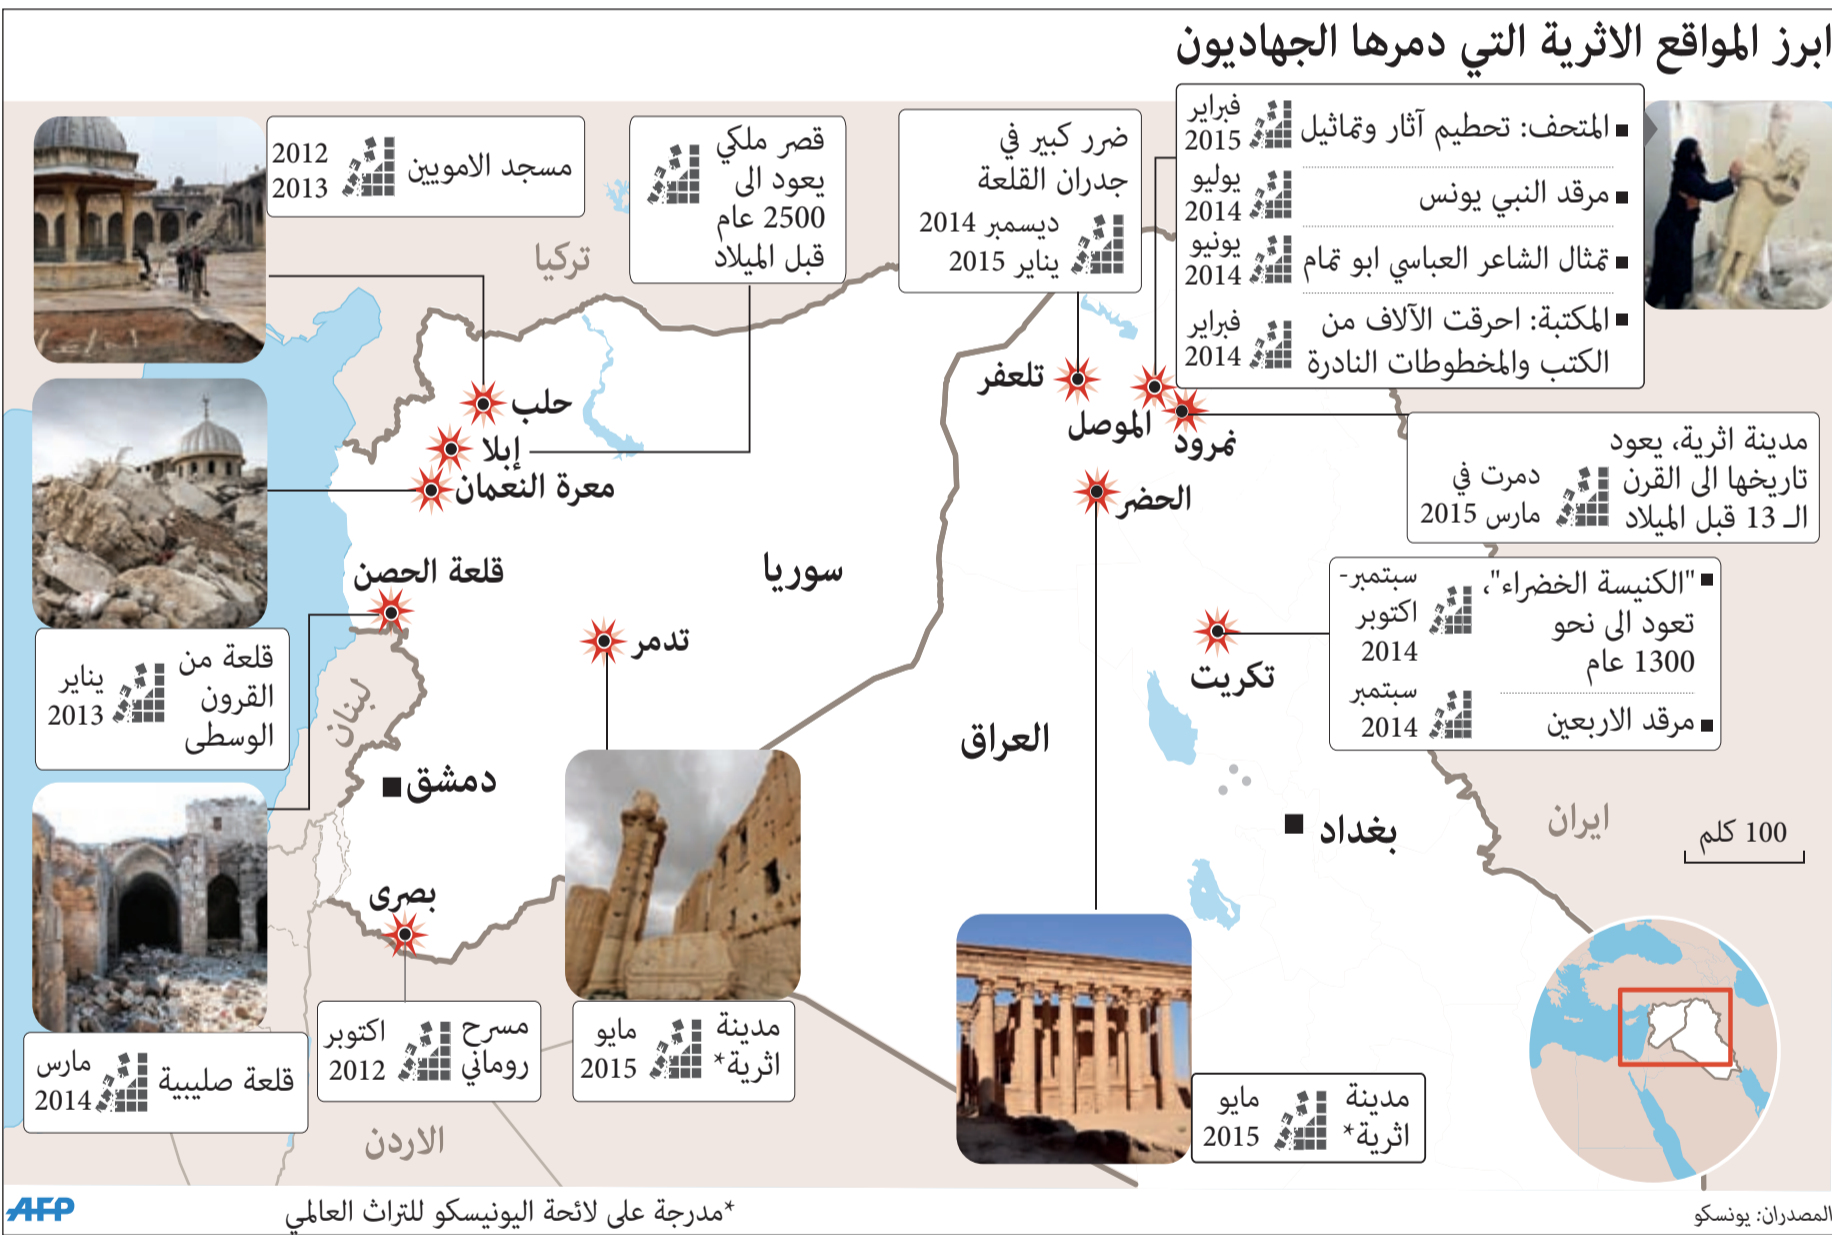 ابرز المواقع الاثرية التي دمرها الجهاديون
المتحف: تحطيم آثار وتماثيل
فبراير
2015
مرقد النبي يونس
يوليو
2014
تمثال الشاعر العباسي ابو تمام
يونيو
2014
المكتبة: احرقت الآلاف من
الكتب والمخطوطات النادرة
فبراير
2014
ضرر كبير في
جدران القلعة
ديسمبر 2014
يناير 2015
قصر ملكي
يعود الى
2500 عام
قبل الميلاد
مسجد الامويين
2012
2013
تركيا
تلعفر
الموصل
نمرود
حلب
إبلا
معرة النعمان
الحضر
مدينة اثرية، يعود
تاريخها الى القرن
الـ 13 قبل الميلاد
دمرت في
مارس 2015
"الكنيسة الخضراء"،
تعود الى نحو
1300 عام
سبتمبر-
اكتوبر
2014
مرقد الاربعين
سبتمبر
2014
تكريت
سوريا
قلعة الحصن
تدمر
قلعة من
القرون
الوسطى
يناير
2013
لبنان
العراق
دمشق
بغداد
ايران
100 كلم
بصرى
مدينة
اثرية*
مايو
2015
مدينة
اثرية*
مايو
2015
مسرح
روماني
اكتوبر
2012
قلعة صليبية
مارس
2014
الاردن
المصدران: يونسكو
*مدرجة على لائحة اليونيسكو للتراث العالمي
AFP